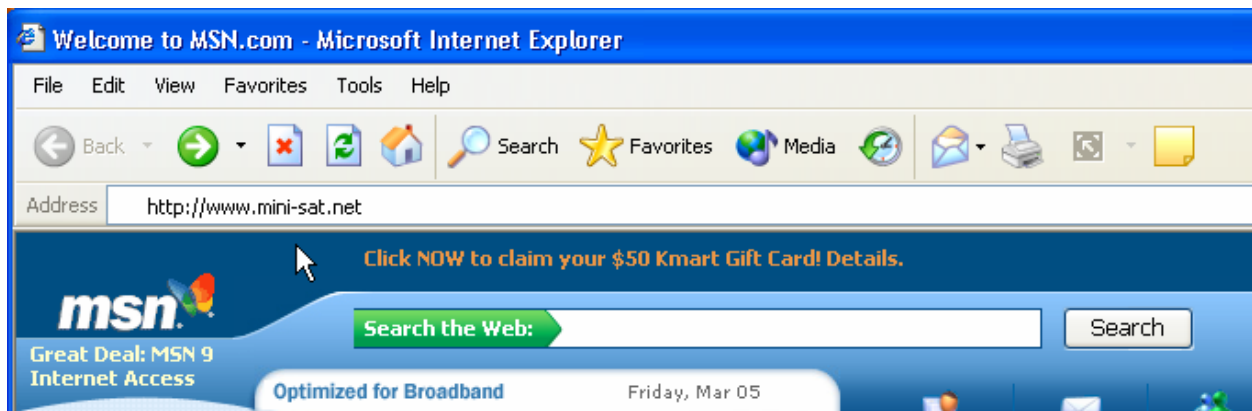 Welcome to MSN.com - Microsoft Internet Explorer
File Edit View Favorites Tools Help
Back Search Favorites Media
Address http://www.mini-sat.net
Click NOW to claim your $50 Kmart Gift Card! Details.
msn
Search the Web: Search
Great Deal: MSN 9
Internet Access
Optimized for Broadband Friday, Mar 05